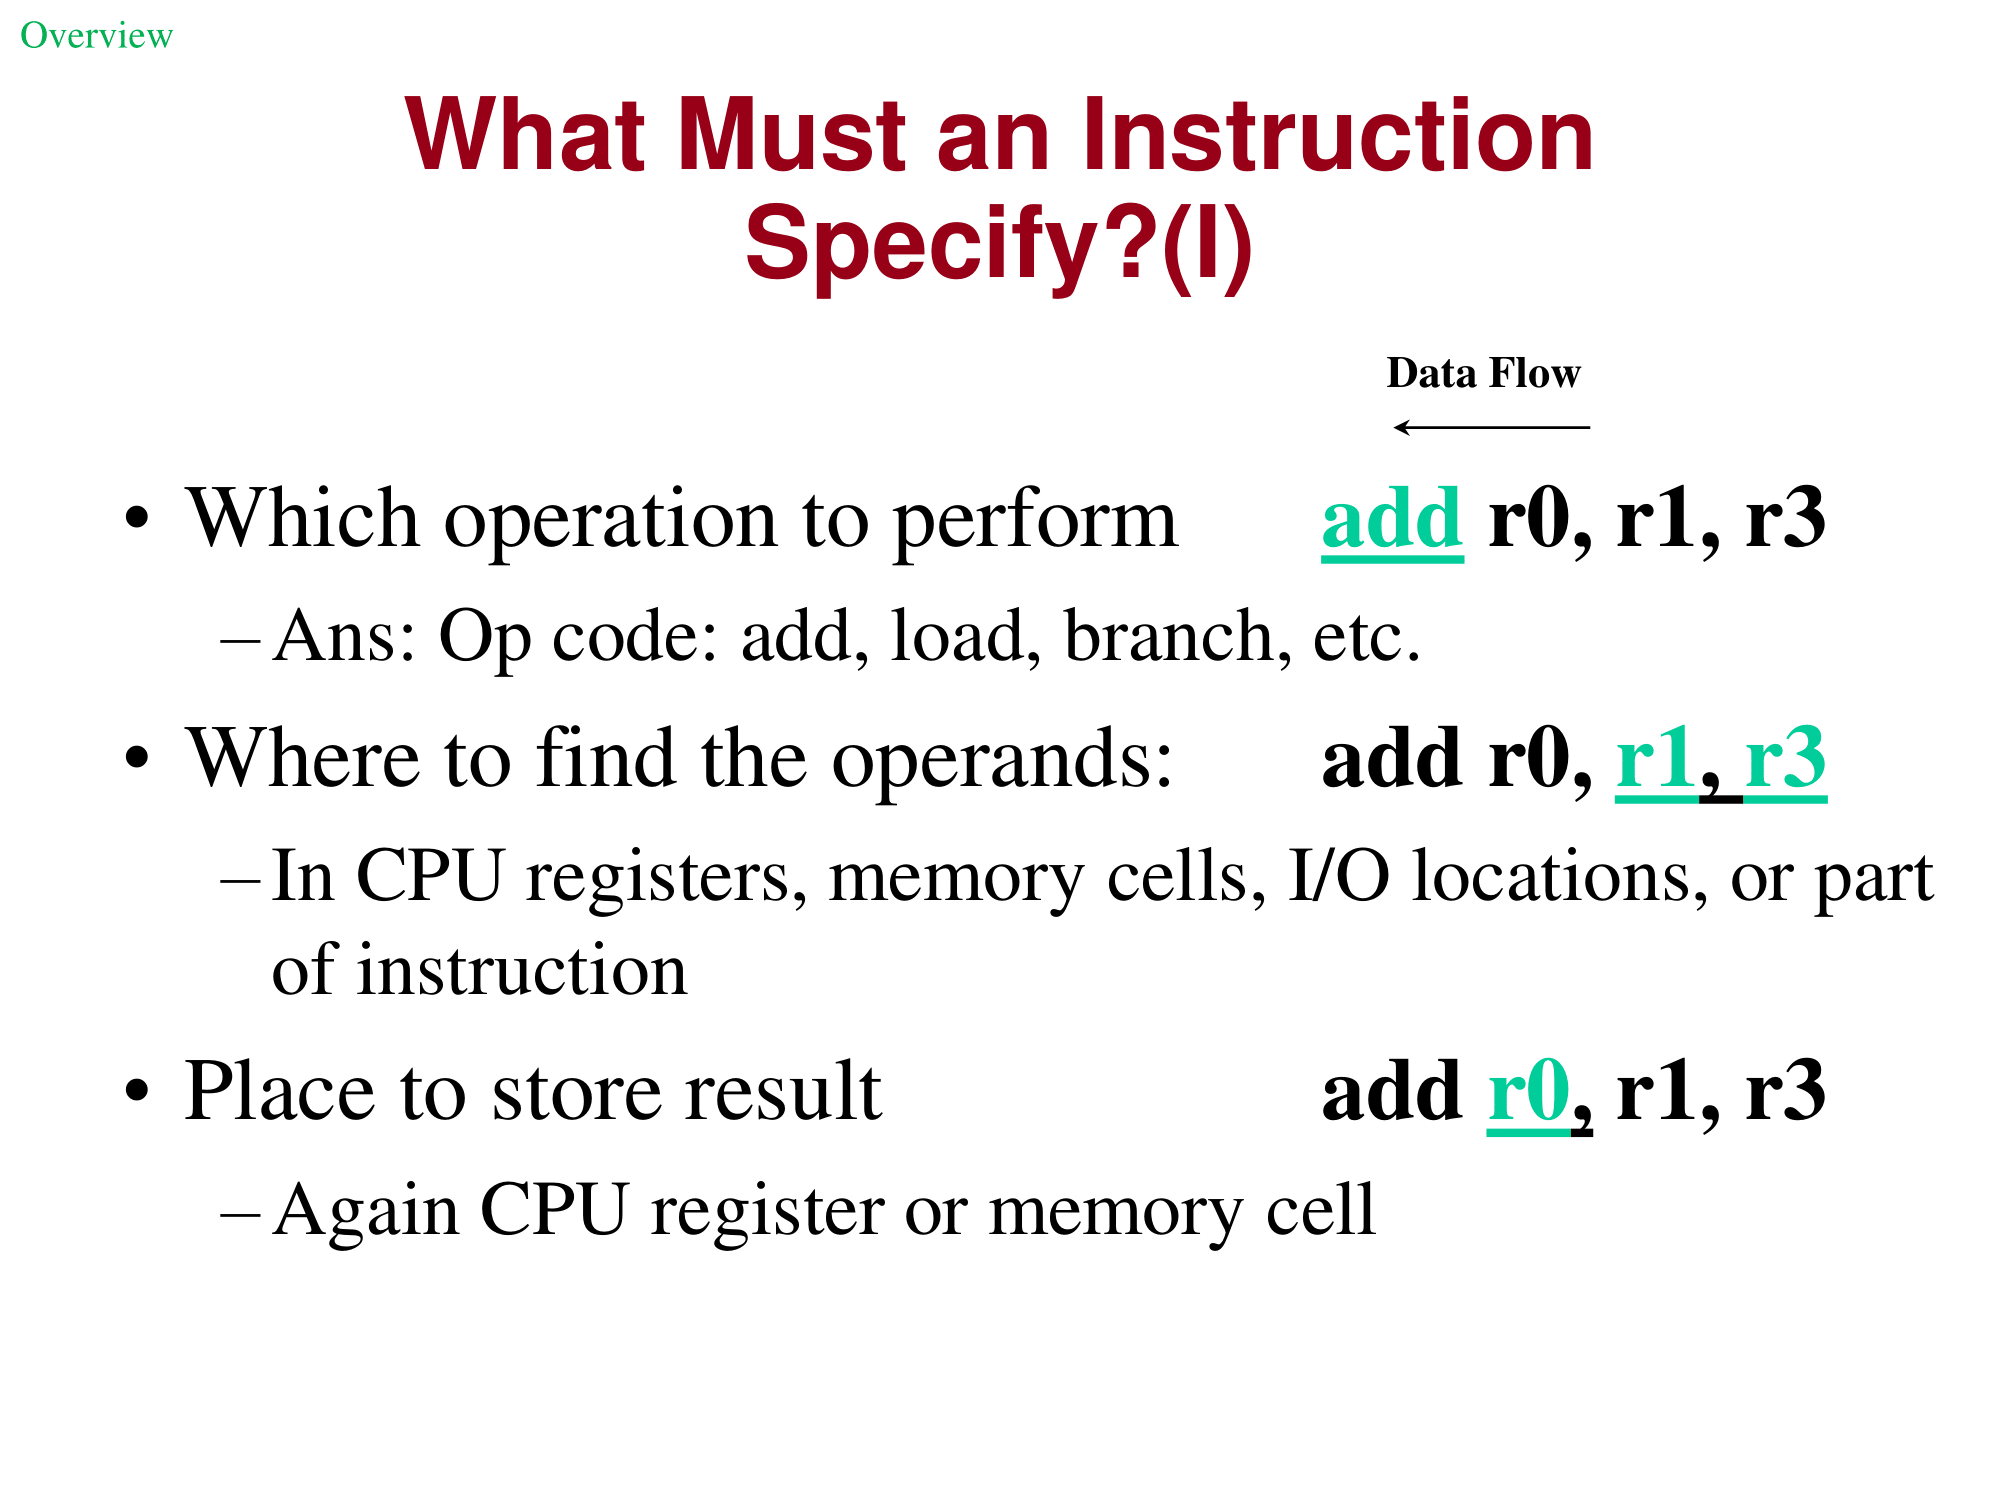 Overview
What Must an Instruction
Specify?(I)
Data Flow
• Which operation to perform add r0, r1, r3
– Ans: Op code: add, load, branch, etc.
• Where to find the operands: add r0, r1, r3
– In CPU registers, memory cells, I/O locations, or part
of instruction
• Place to store result add r0, r1, r3
– Again CPU register or memory cell